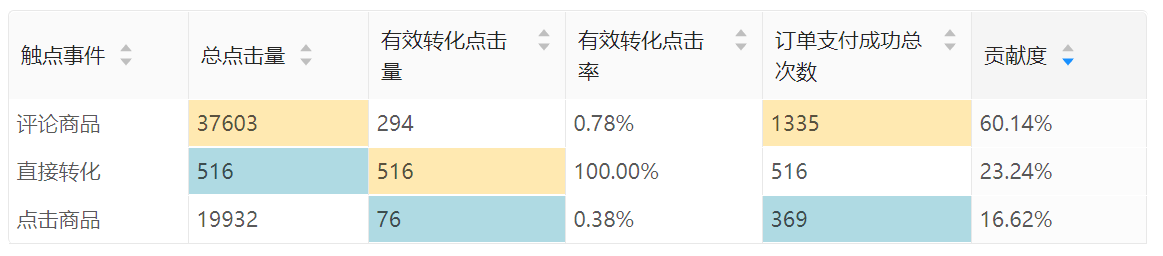 触点事件
总点击量
有效转化点击
量
有效转化点击
率
订单支付成功总
次数
贡献度
评论商品 37603 294 0.78% 1335 60.14%
直接转化 516 516 100.00% 516 23.24%
点击商品 19932 76 0.38% 369 16.62%